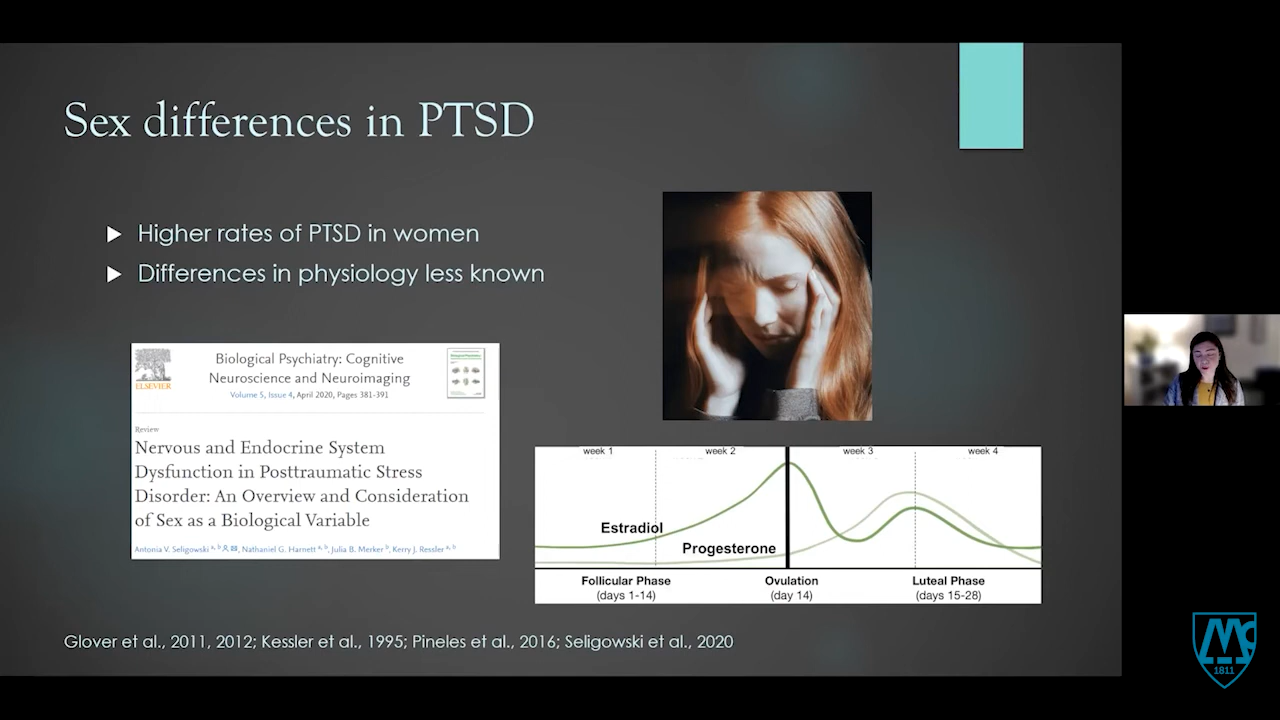 Sex differences in PTSD
Higher rates of PTSD in women
Differences in physiology less known
ELSEVIER
Biological Psychiatry: Cognitive
Neuroscience and Neuroimaging
Volume 5, Issue 4, April 2020, Pages 381-391
Review
Nervous and Endocrine System
Dysfunction in Posttraumatic Stress
Disorder: An Overview and Consideration
of Sex as a Biological Variable
Antonia V. Seligowski a, b, Nathaniel G. Harnett a, b, Julia B. Merker b, Kerry J. Ressler a, b
week 1 week 2 week 3 week 4
Estradiol
Progesterone
Follicular Phase Ovulation Luteal Phase
(days 1-14) (day 14) (days 15-28)
Glover et al., 2011, 2012; Kessler et al., 1995; Pineles et al., 2016; Seligowski et al., 2020
1811